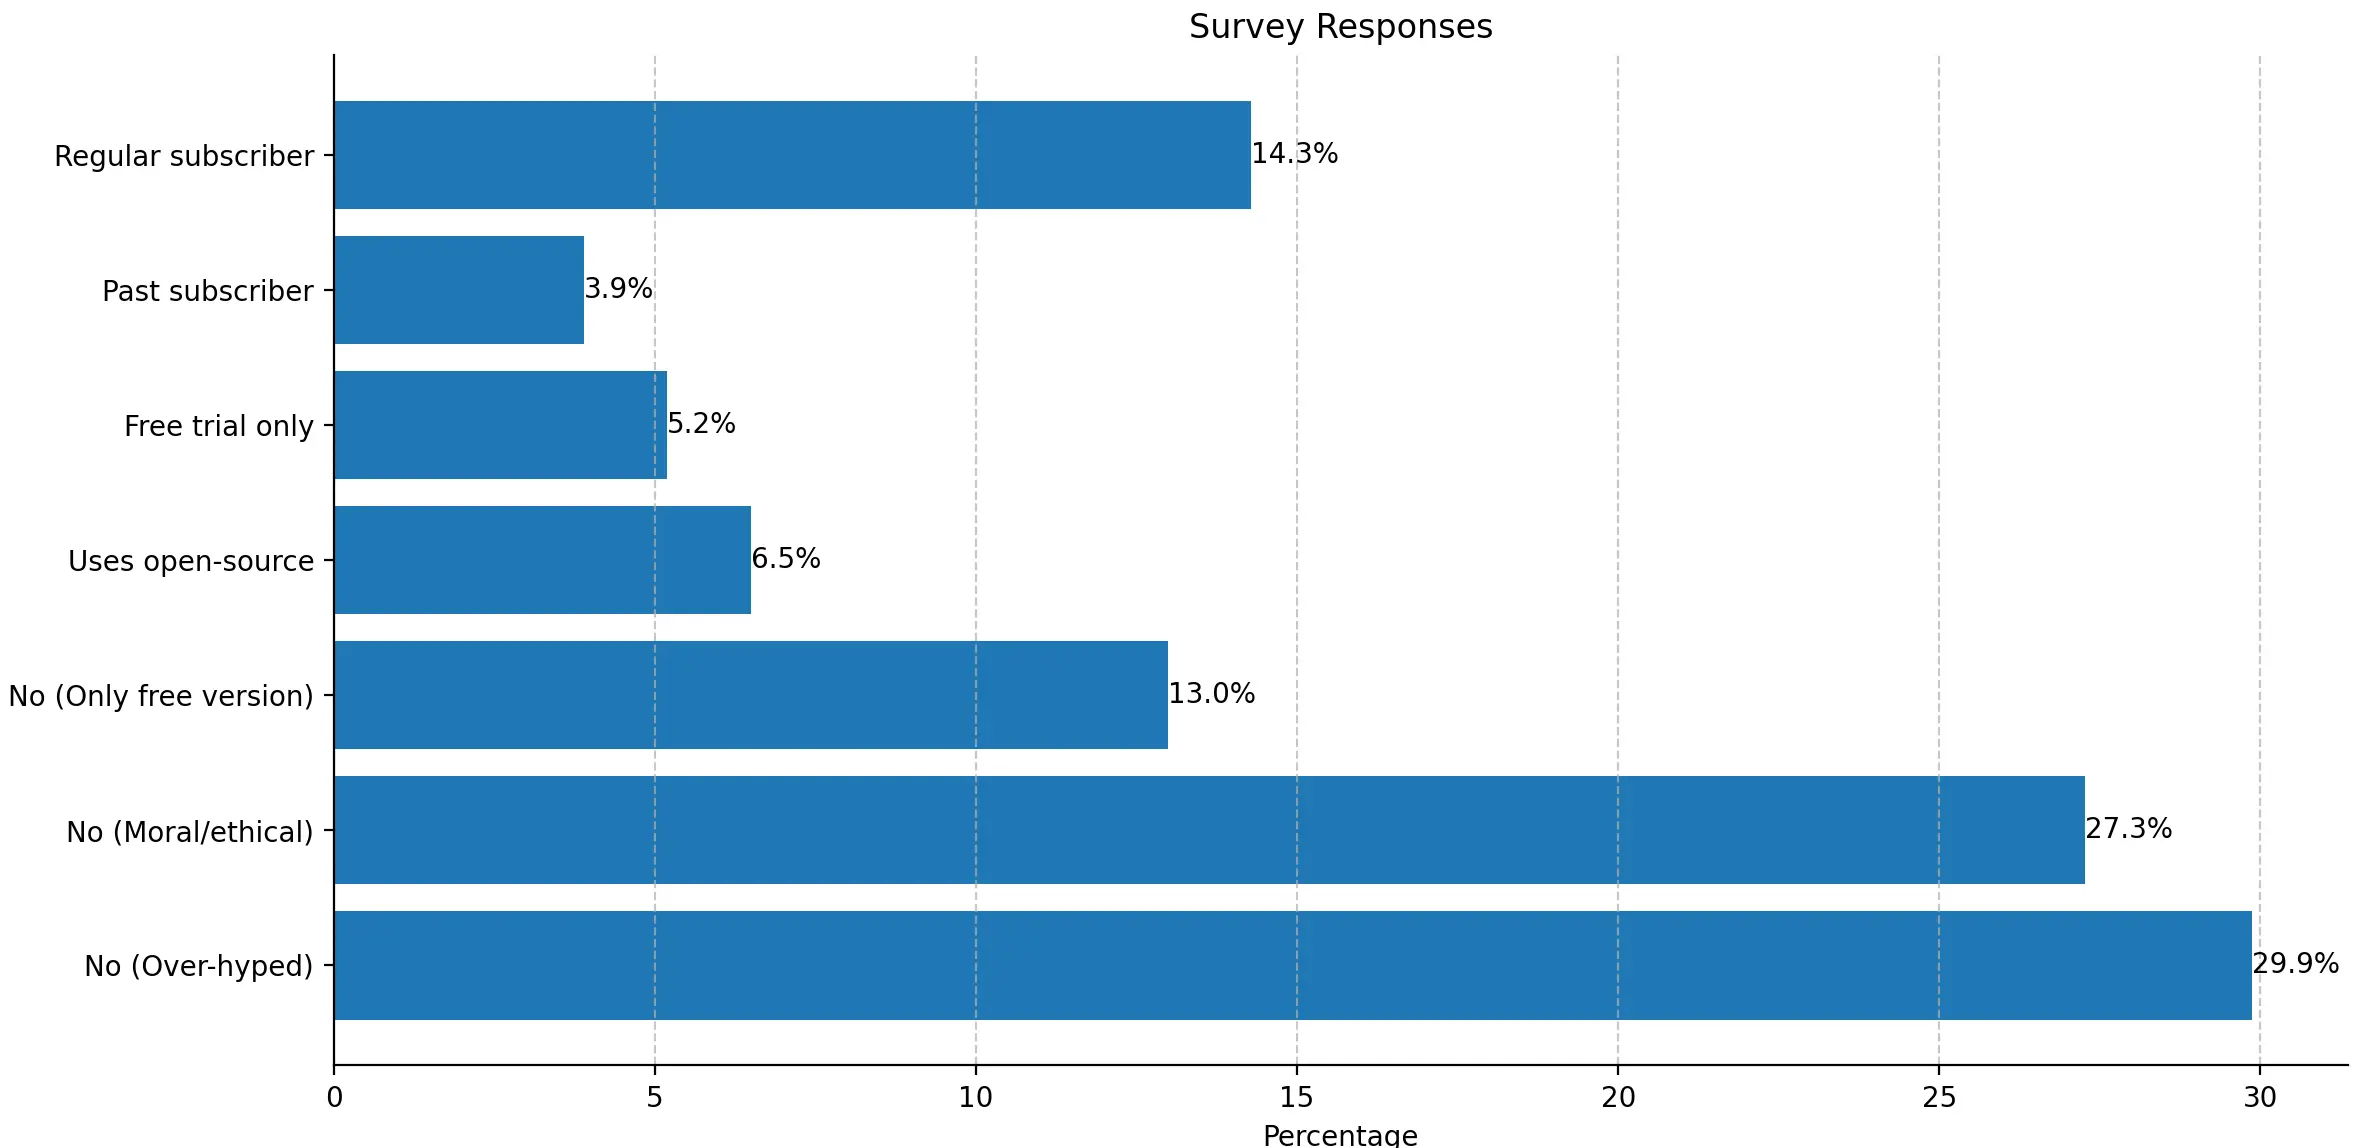 Survey Responses
Regular subscriber
14.3%
Past subscriber
3.9%
Free trial only
5.2%
Uses open-source
6.5%
No (Only free version)
13.0%
No (Moral/ethical)
27.3%
No (Over-hyped)
29.9%
0 5 10 15 20 25 30
Percentage